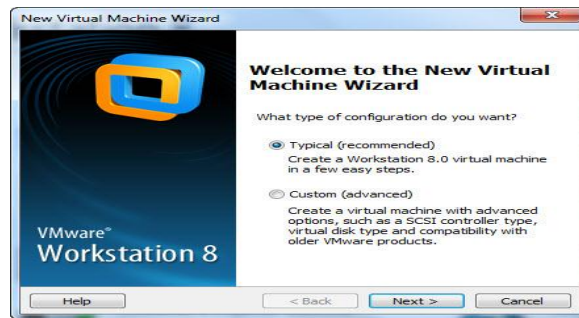 New Virtual Machine Wizard
Welcome to the New Virtual
Machine Wizard
What type of configuration do you want?
Typical (recommended)
Create a Workstation 8.0 virtual machine
in a few easy steps.
Custom (advanced)
Create a virtual machine with advanced
options, such as a SCSI controller type,
virtual disk type and compatibility with
older VMware products.
VMware®
Workstation 8
Help
< Back
Next >
Cancel